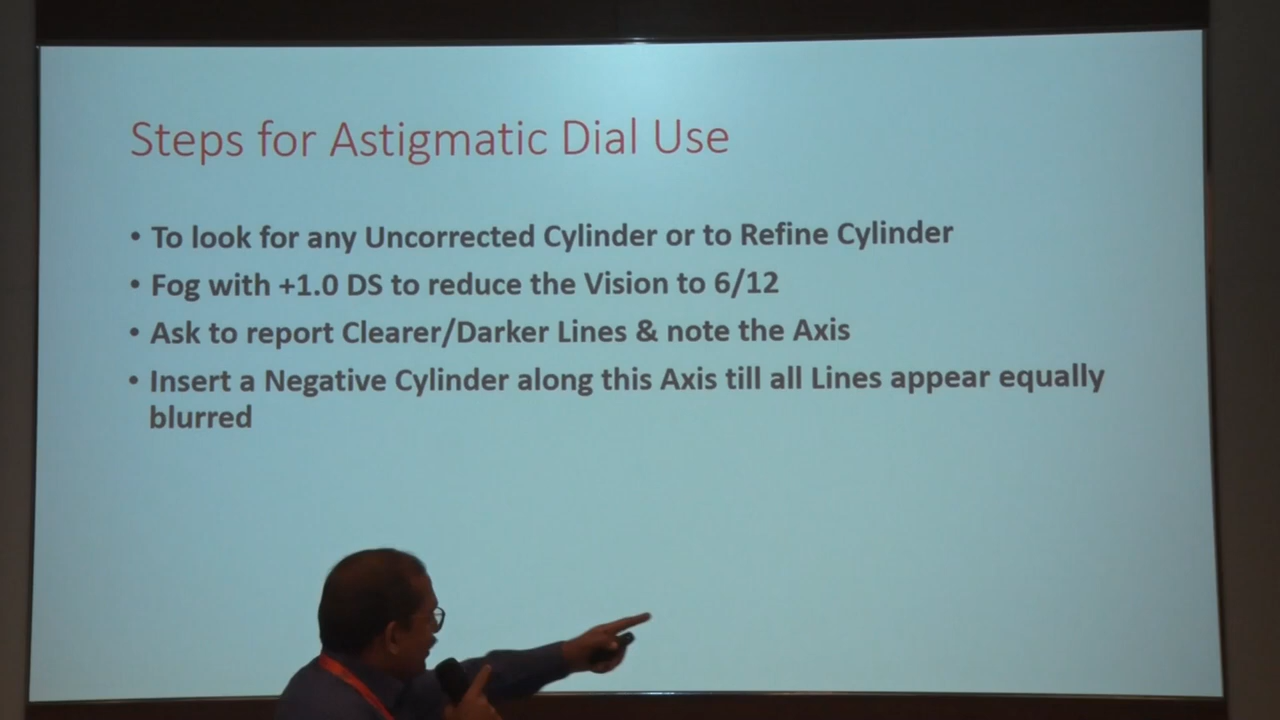 Steps for Astigmatic Dial Use
• To look for any Uncorrected Cylinder or to Refine Cylinder
• Fog with +1.0 DS to reduce the Vision to 6/12
• Ask to report Clearer/Darker Lines & note the Axis
• Insert a Negative Cylinder along this Axis till all Lines appear equally
blurred